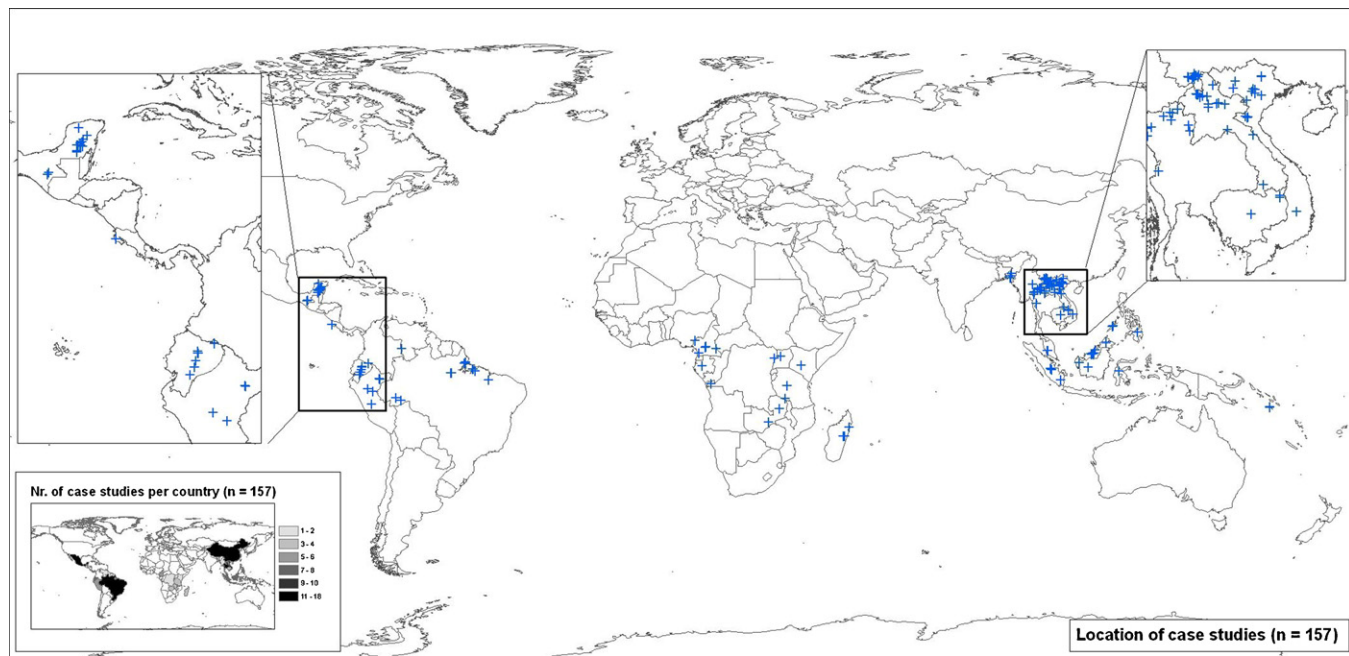 Nr. of case studies per country (n = 157)
1 - 2
3 - 4
5 - 6
7 - 8
9 - 10
11 - 18
Location of case studies (n = 157)